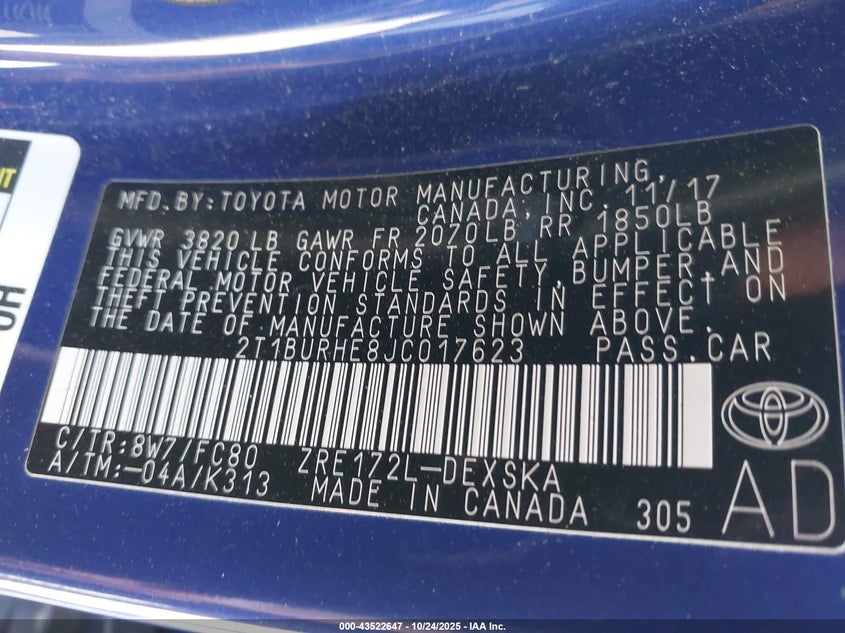 MFD.BY:TOYOTA MOTOR MANUFACTURING,
CANADA,INC. 11/17
GVWR 3820 LB GAWR FR 2070LB RR 1850LB
THIS VEHICLE CONFORMS TO ALL APPLICABLE
FEDERAL MOTOR VEHICLE SAFETY,BUMPER,AND
THEFT PREVENTION STANDARDS IN EFFECT ON
THE DATE OF MANUFACTURE SHOWN ABOVE.
2T1BURHE8JC017623 PASS.CAR
C/TR:8W7/FC80 ZRE172L-DEXSKA
A/TM:-04A/K313 MADE IN CANADA 305 AD
000-43522647 - 10/24/2025 - IAA Inc.